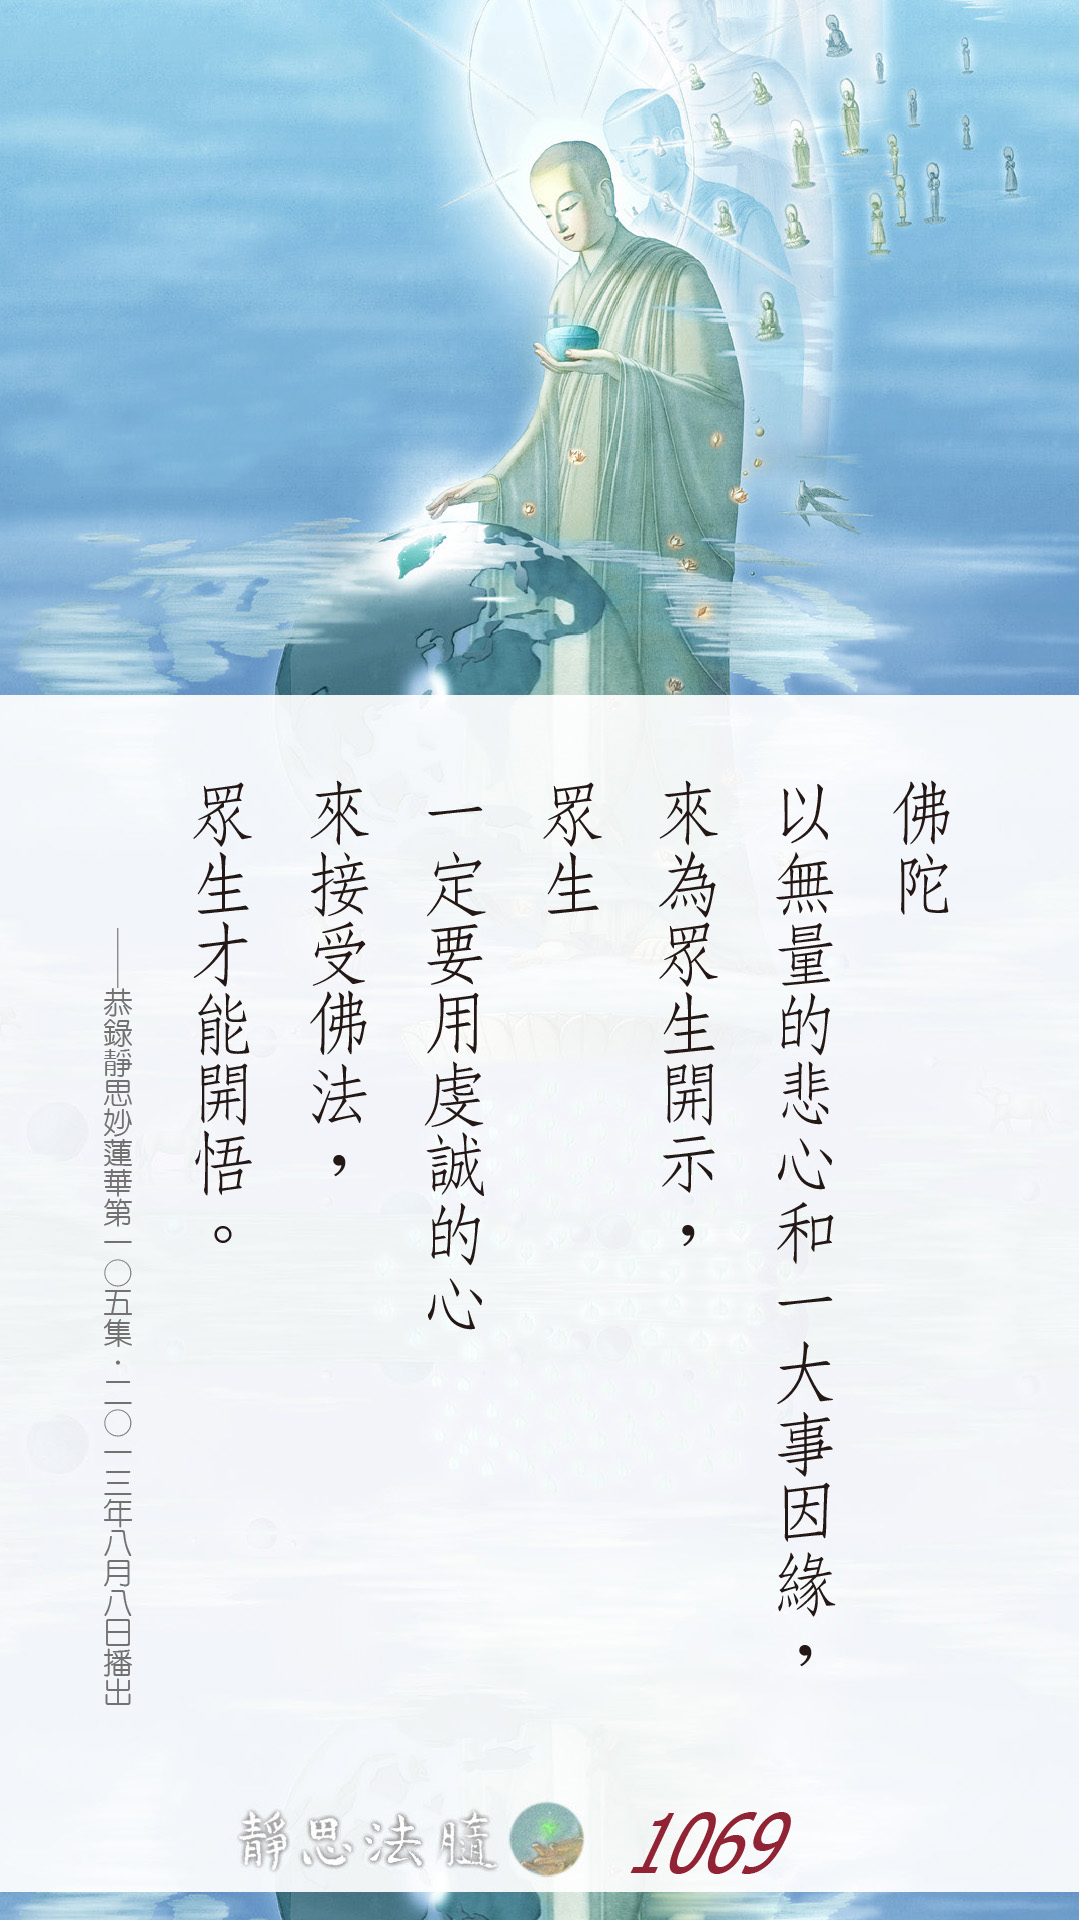 佛陀
以無量的悲心和一大事因緣，
來為眾生開示，
眾生
一定要用虔誠的心
來接受佛法，
眾生才能開悟。
——恭錄靜思妙蓮華第一〇五集．二〇一三年八月八日播出
靜思法髓 1069